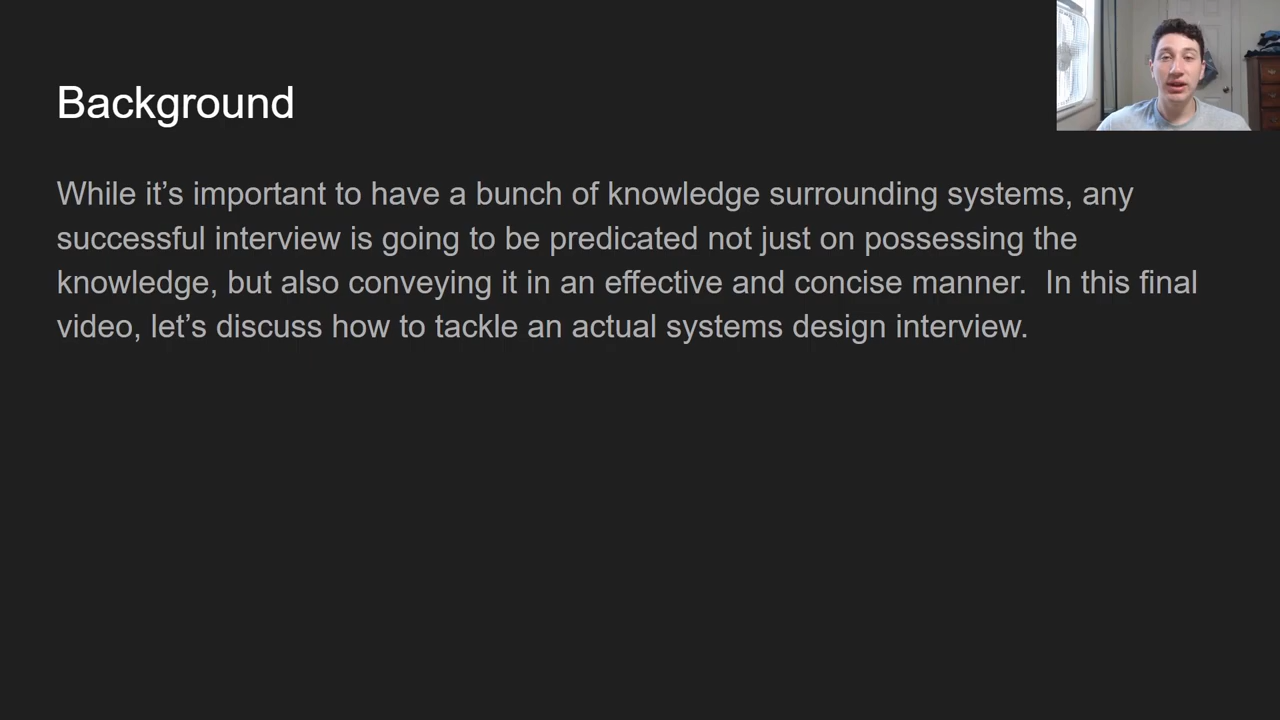 Background
While it’s important to have a bunch of knowledge surrounding systems, any
successful interview is going to be predicated not just on possessing the
knowledge, but also conveying it in an effective and concise manner.  In this final
video, let’s discuss how to tackle an actual systems design interview.